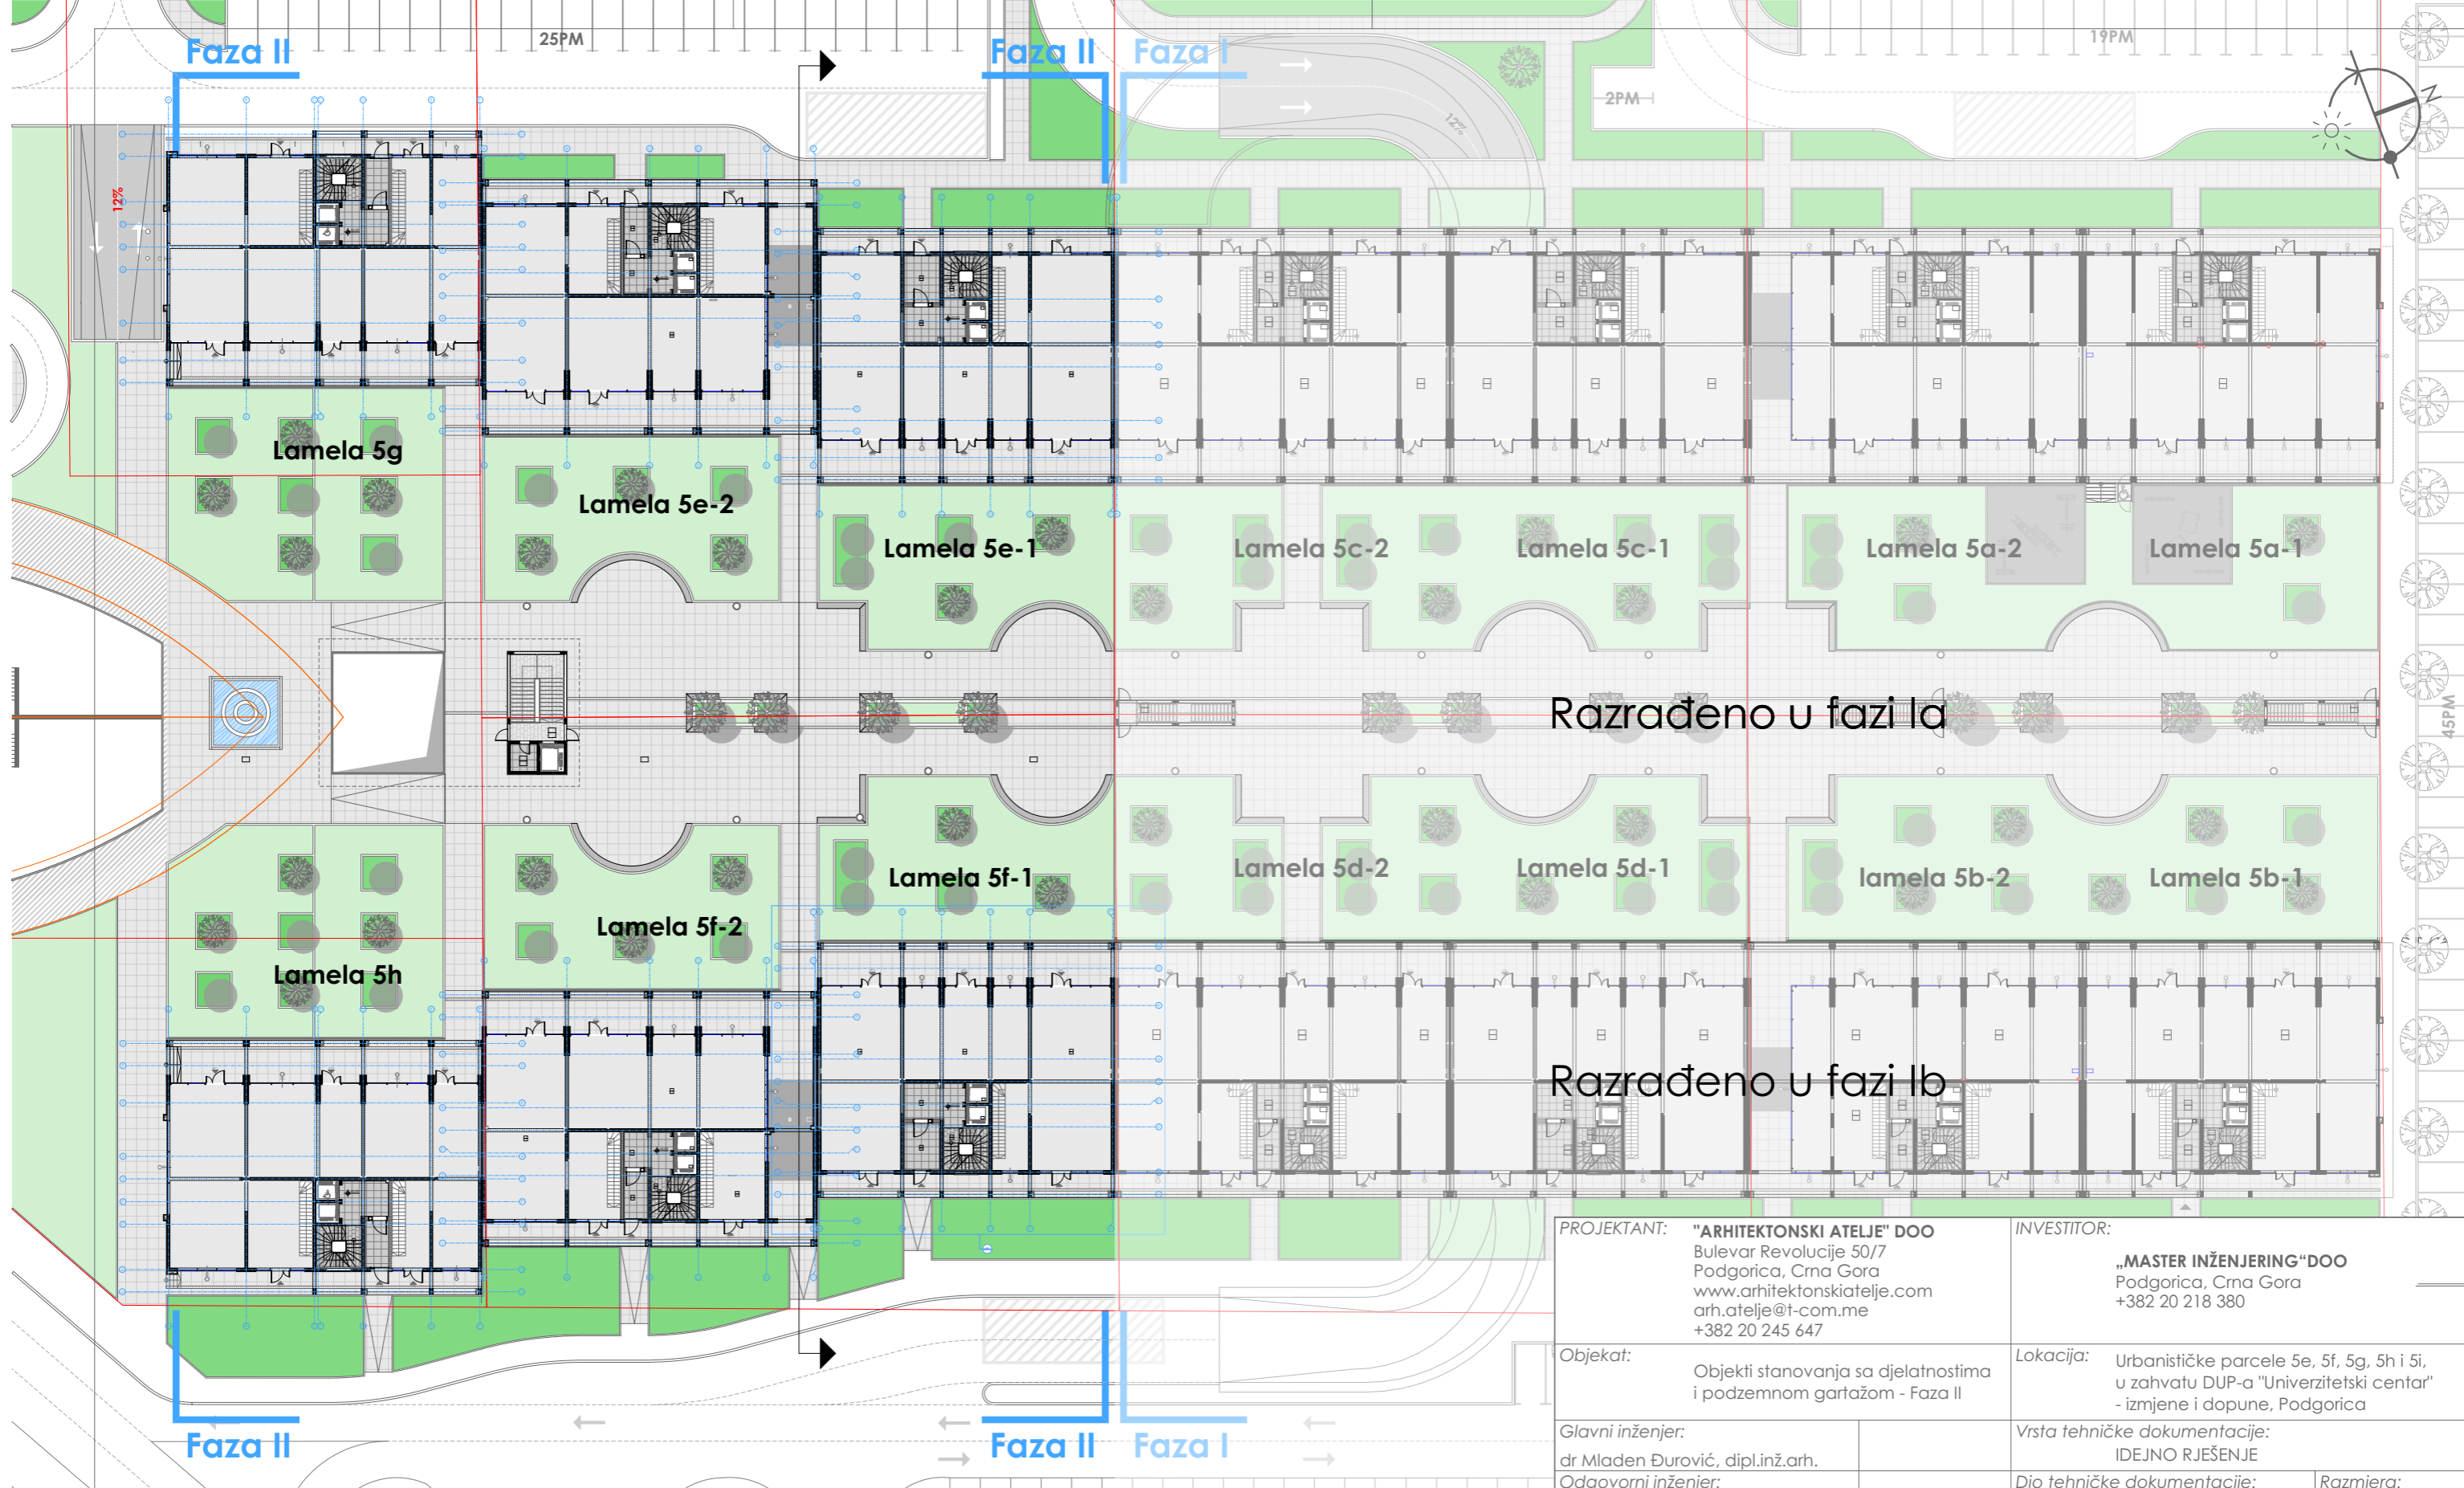 25PM
19PM
Faza II
Faza II
Faza I
2PM
12%
N
12%
Lamela 5g
Lamela 5e-2
Lamela 5e-1
Lamela 5c-2
Lamela 5c-1
Lamela 5a-2
Lamela 5a-1
Razrađeno u fazi Ia
45PM
Lamela 5f-1
Lamela 5d-2
Lamela 5d-1
lamela 5b-2
Lamela 5b-1
Lamela 5f-2
Lamela 5h
Razrađeno u fazi Ib
Faza II
Faza II
Faza I
PROJEKTANT:
"ARHITEKTONSKI ATELJE" DOO
Bulevar Revolucije 50/7
Podgorica, Crna Gora
www.arhitektonskiatelje.com
arh.atelje@t-com.me
+382 20 245 647
INVESTITOR:
„MASTER INŽENJERING“DOO
Podgorica, Crna Gora
+382 20 218 380
Objekat:
Objekti stanovanja sa djelatnostima
i podzemnom gartažom - Faza II
Lokacija:
Urbanističke parcele 5e, 5f, 5g, 5h i 5i,
u zahvatu DUP-a "Univerzitetski centar"
- izmjene i dopune, Podgorica
Glavni inženjer:
dr Mladen Đurović, dipl.inž.arh.
Vrsta tehničke dokumentacije:
IDEJNO RJEŠENJE
Odgovorni inženjer:
Dio tehničke dokumentacije:
Razmjera: